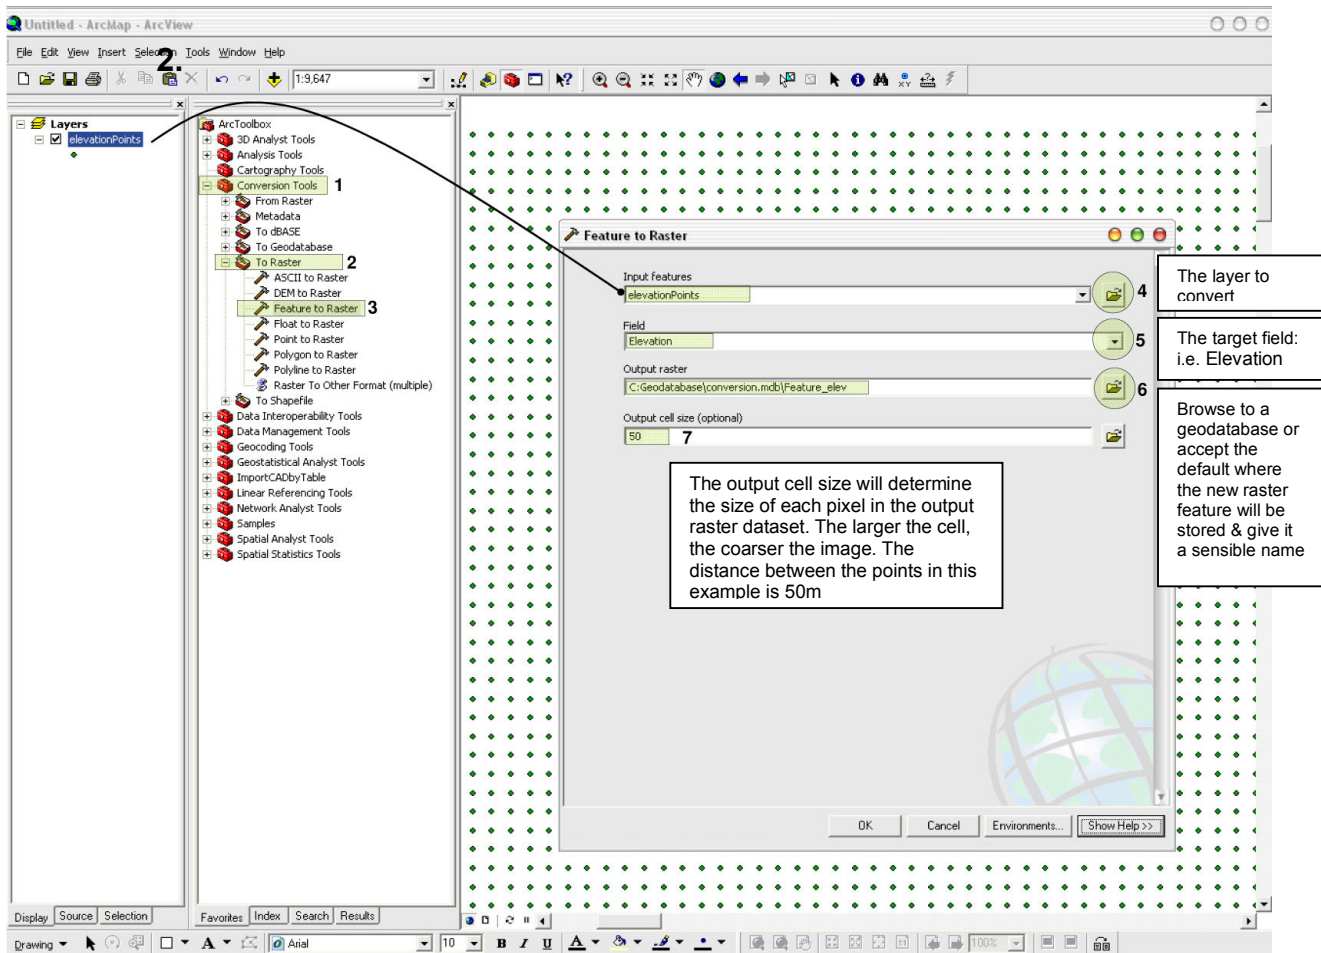 Untitled - ArcMap - ArcView
File Edit View Insert Selection Tools Window Help
2.
1:9,647
Layers
elevationPoints
ArcToolbox
3D Analyst Tools
Analysis Tools
Cartography Tools
Conversion Tools 1
From Raster
Metadata
To dBASE
To Geodatabase
To Raster 2
ASCII to Raster
DEM to Raster
Feature to Raster 3
Float to Raster
Point to Raster
Polygon to Raster
Polyline to Raster
Raster To Other Format (multiple)
To Shapefile
Data Interoperability Tools
Data Management Tools
Geocoding Tools
Geostatistical Analyst Tools
ImportCADbyTable
Linear Referencing Tools
Network Analyst Tools
Samples
Spatial Analyst Tools
Spatial Statistics Tools
Feature to Raster
Input features
elevationPoints
4
Field
Elevation
5
Output raster
C:Geodatabase\conversion.mdb\Feature_elev
6
Output cell size (optional)
50 7
The output cell size will determine
the size of each pixel in the output
raster dataset. The larger the cell,
the coarser the image. The
distance between the points in this
example is 50m
OK Cancel Environments... Show Help >>
The layer to
convert
The target field:
i.e. Elevation
Browse to a
geodatabase or
accept the
default where
the new raster
feature will be
stored & give it
a sensible name
Display Source Selection
Favorites Index Search Results
Drawing A Arial 10 B I U A 100%